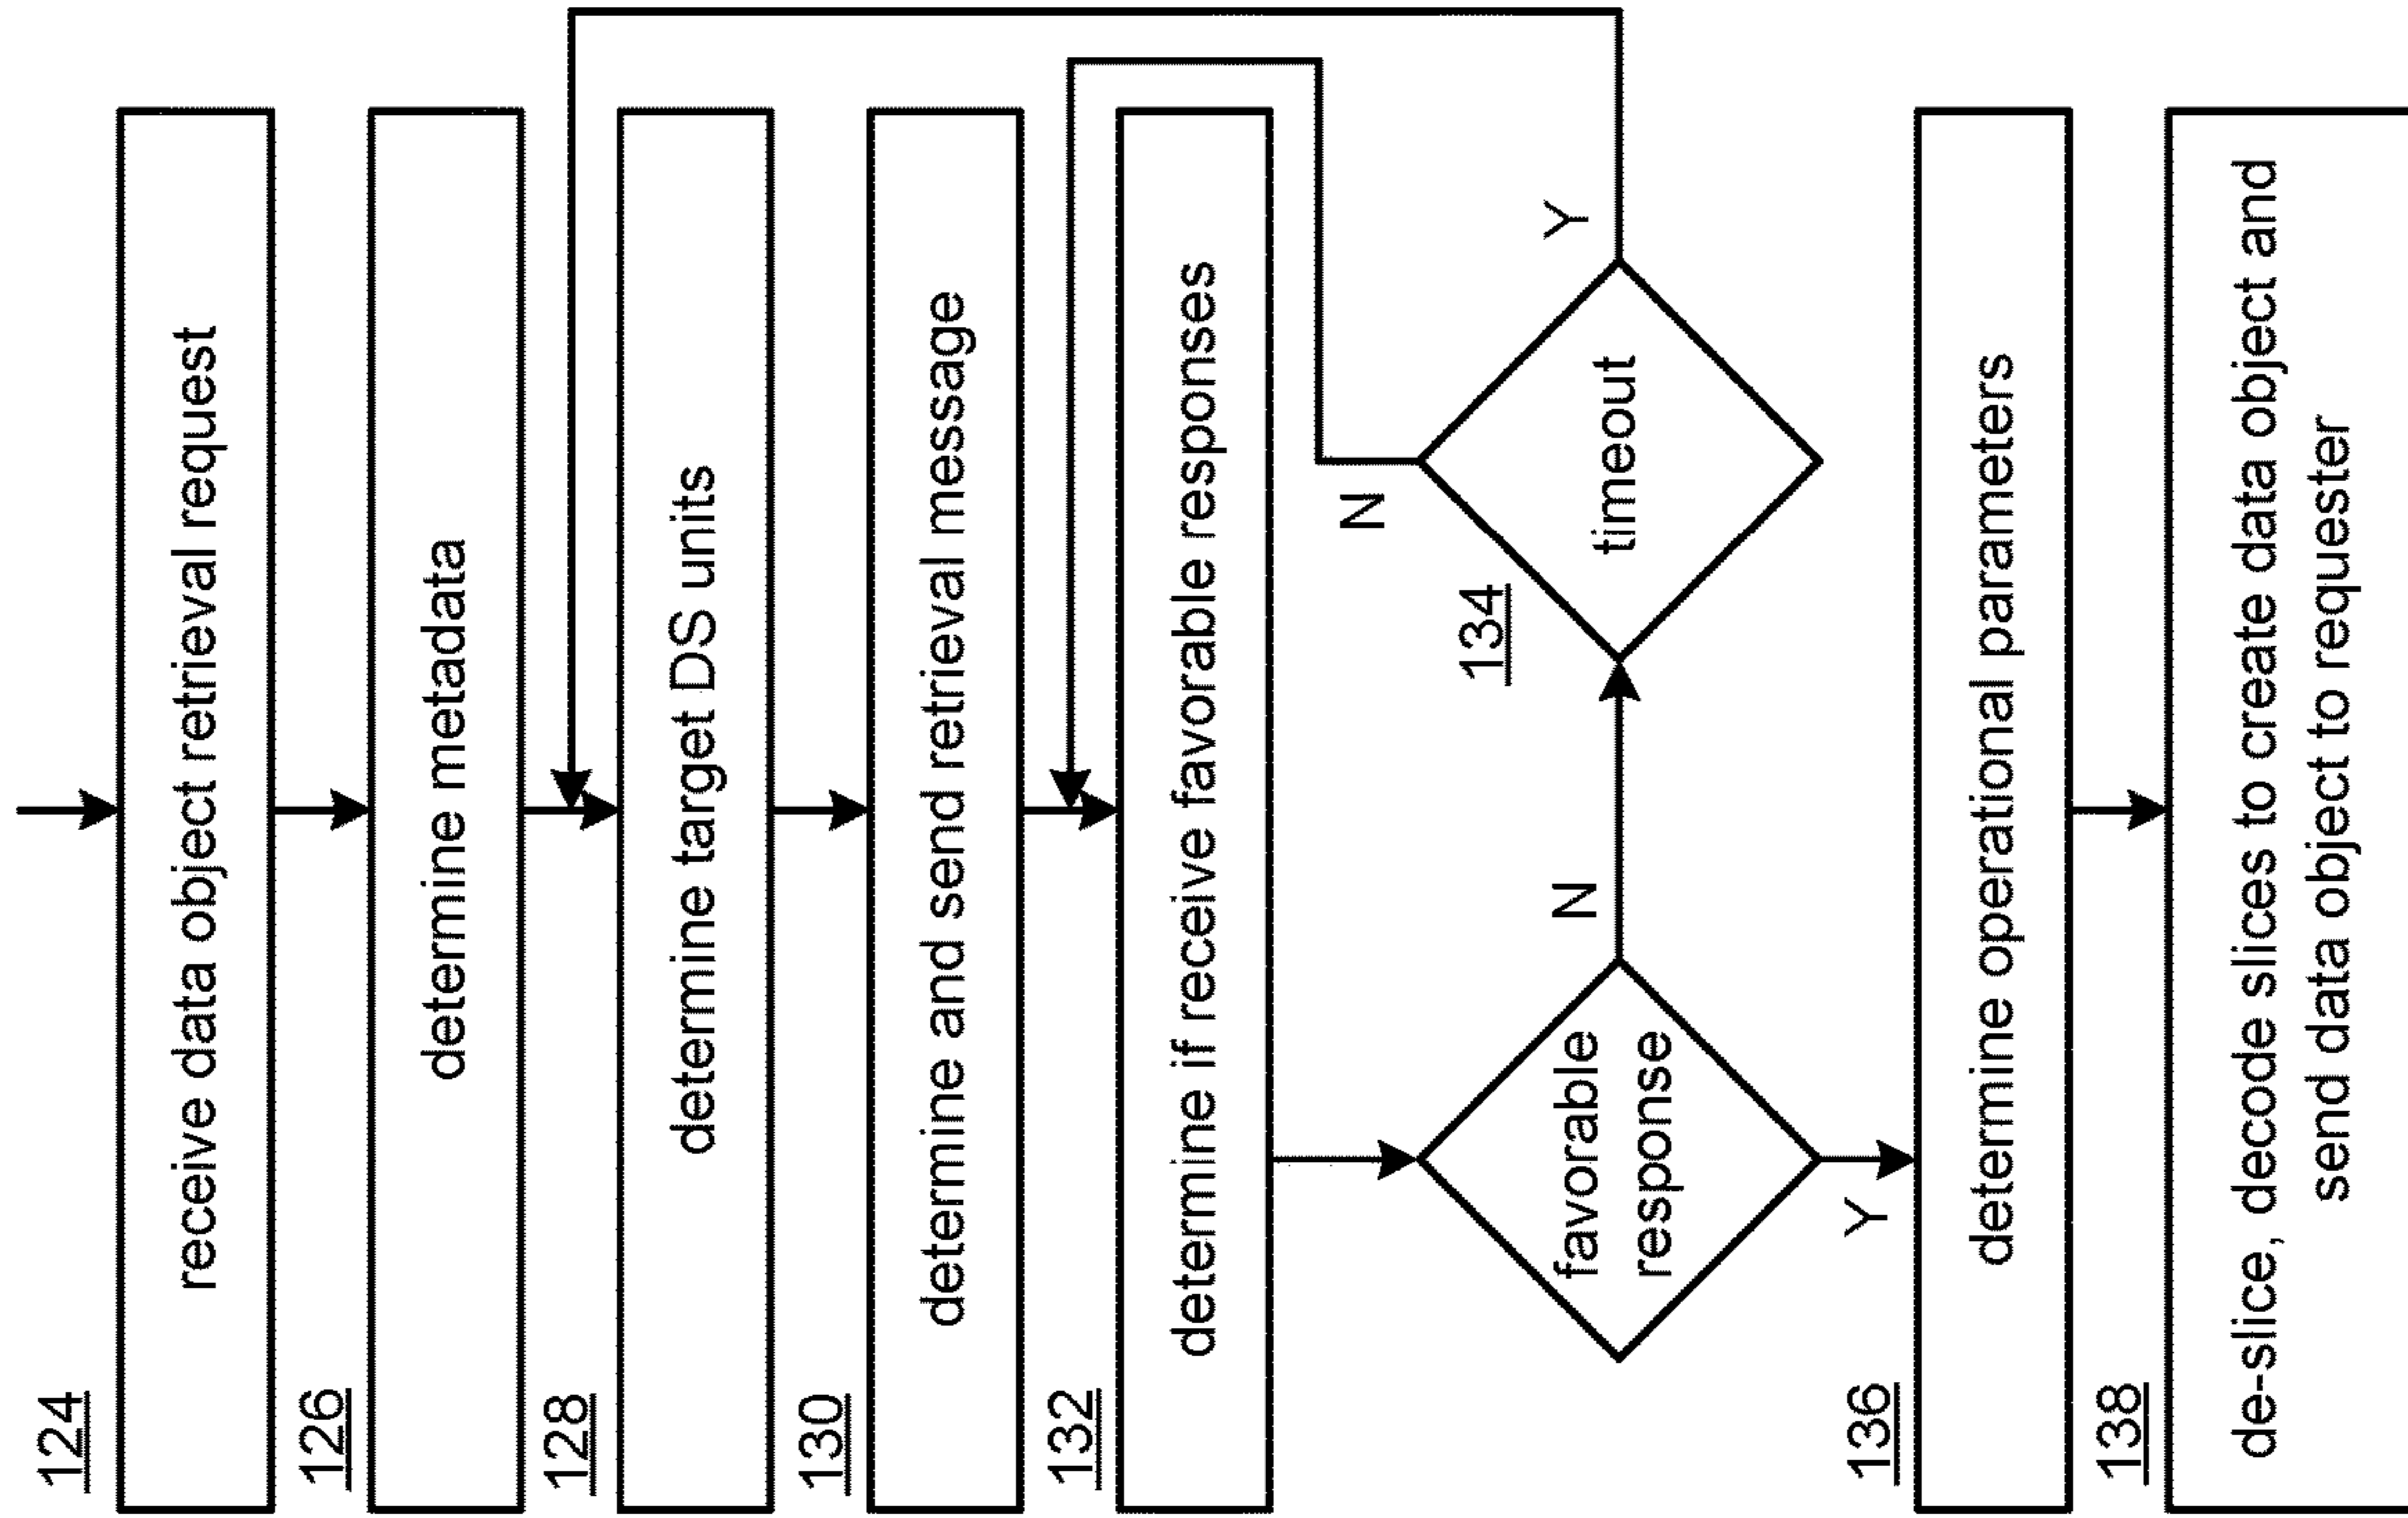 124
receive data object retrieval request
126
determine metadata
128
determine target DS units
130
determine and send retrieval message
132
determine if receive favorable responses
favorable
response
N
Y
134
timeout
N
Y
136
determine operational parameters
138
de-slice, decode slices to create data object and
send data object to requester